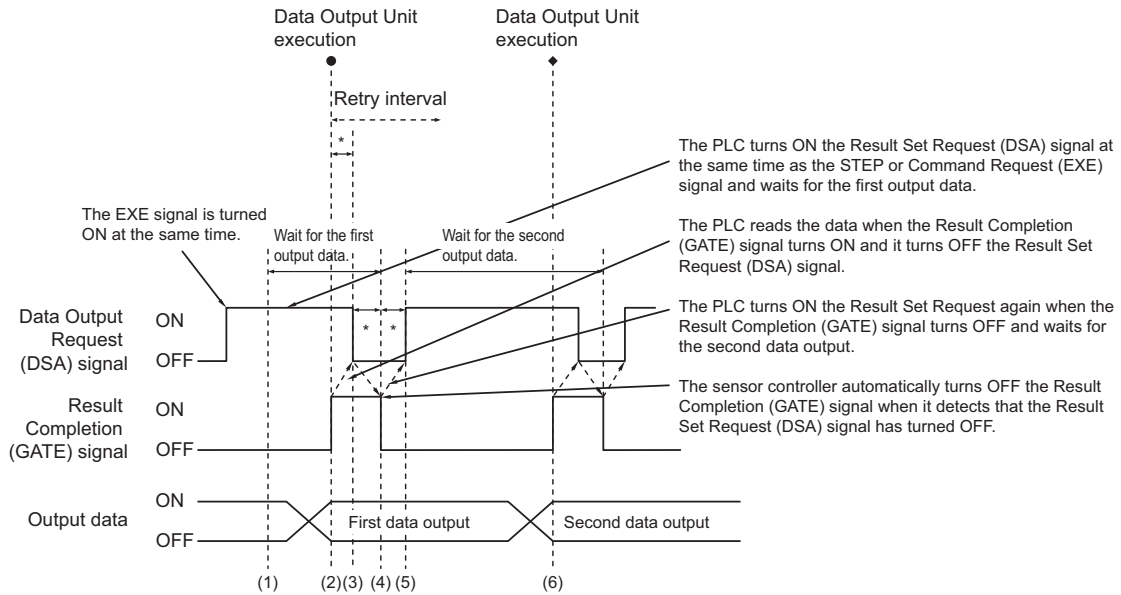 Data Output Unit
execution
Data Output Unit
execution
Retry interval
*
The PLC turns ON the Result Set Request (DSA) signal at
the same time as the STEP or Command Request (EXE)
signal and waits for the first output data.
The EXE signal is turned
ON at the same time.
Wait for the first
output data.
Wait for the second
output data.
The PLC reads the data when the Result Completion
(GATE) signal turns ON and it turns OFF the Result Set
Request (DSA) signal.
Data Output
Request
(DSA) signal
ON
OFF
* *
The PLC turns ON the Result Set Request again when the
Result Completion (GATE) signal turns OFF and waits for
the second data output.
Result
Completion
(GATE) signal
ON
OFF
The sensor controller automatically turns OFF the Result
Completion (GATE) signal when it detects that the Result
Set Request (DSA) signal has turned OFF.
Output data
ON
OFF
First data output
Second data output
(1) (2) (3) (4) (5) (6)